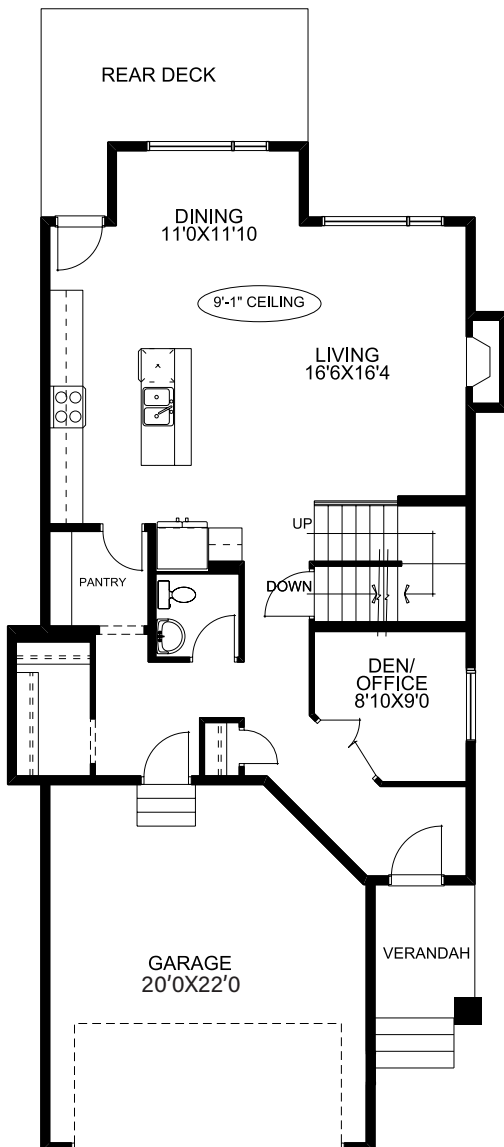 REAR DECK
DINING
11'0X11'10
9'-1" CEILING
LIVING
16'6X16'4
UP
PANTRY
DOWN
DEN/
OFFICE
8'10X9'0
GARAGE
20'0X22'0
VERANDAH